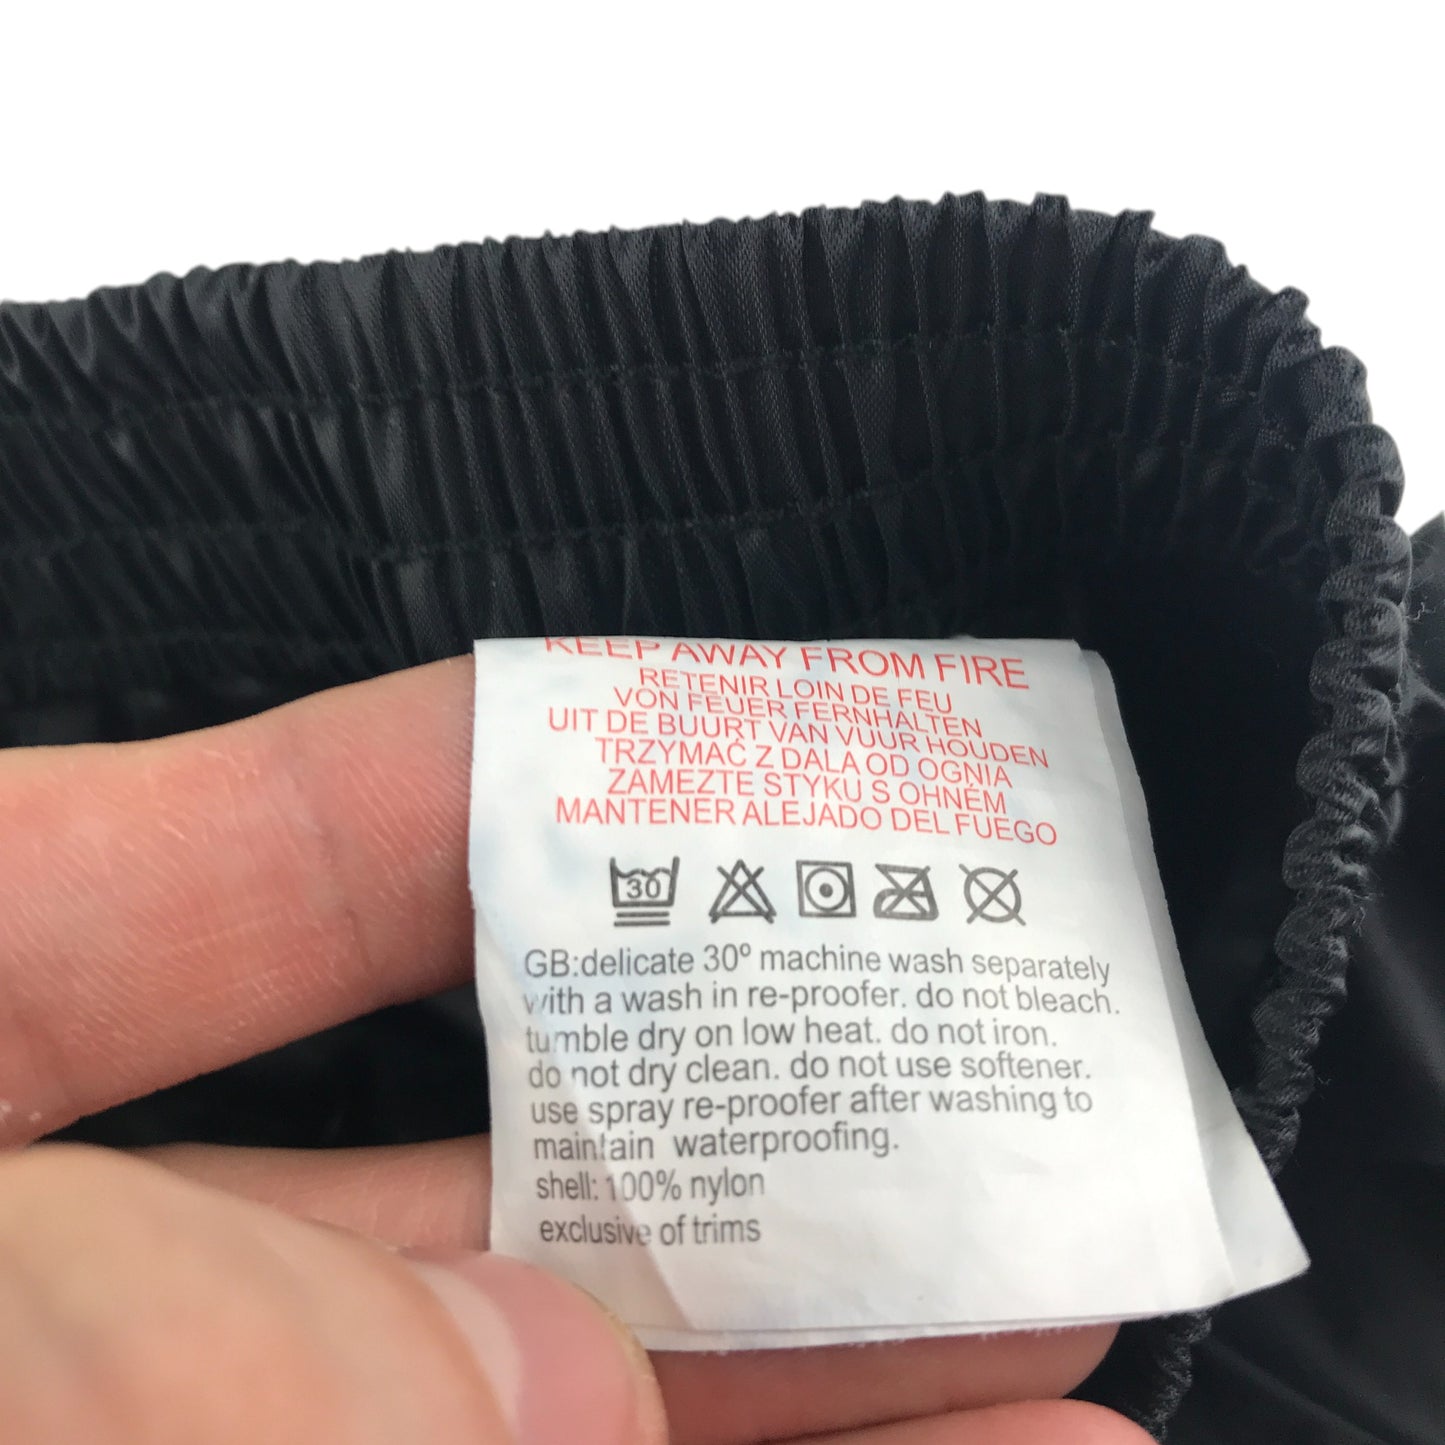 KEEP AWAY FROM FIRE
RETENIR LOIN DE FEU
VON FEUER FERNHALTEN
UIT DE BUURT VAN VUUR HOUDEN
TRZYMAĆ Z DALA OD OGNIA
ZAMEZTE STYKU S OHNÉM
MANTENER ALEJADO DEL FUEGO
30
GB:delicate 30º machine wash separately
with a wash in re-proofer. do not bleach.
tumble dry on low heat. do not iron.
do not dry clean. do not use softener.
use spray re-proofer after washing to
maintain waterproofing.
shell: 100% nylon
exclusive of trims